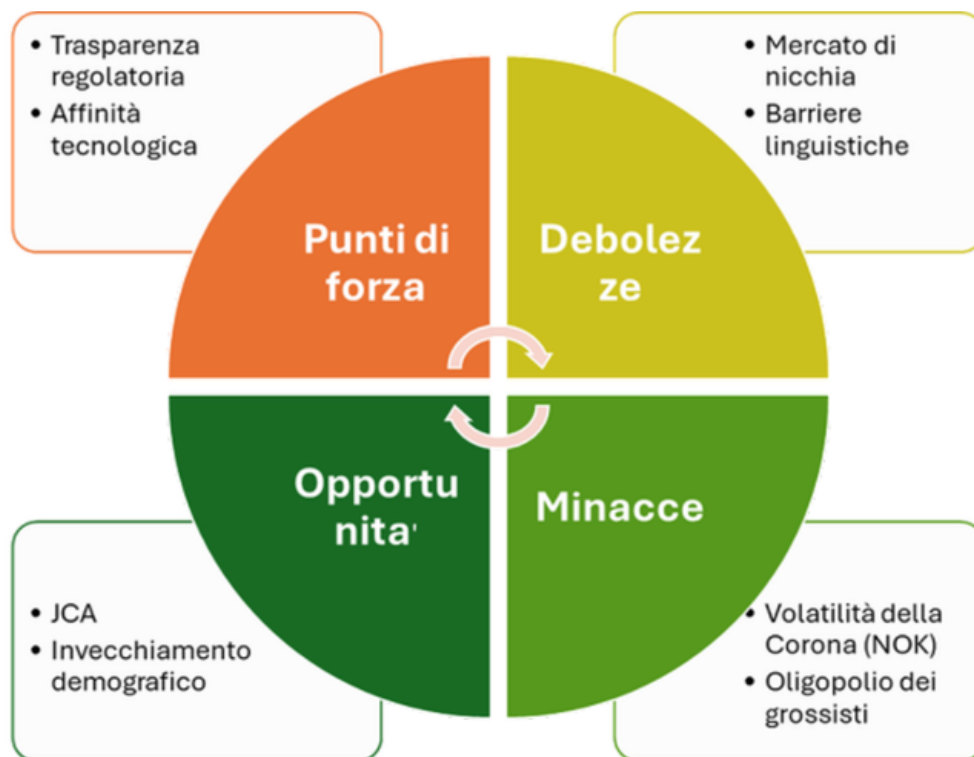 • Trasparenza
regolatoria
• Affinità
tecnologica
• Mercato di
nicchia
• Barriere
linguistiche
Punti di
forza
Debolez
ze
Opportu
nita'
Minacce
• JCA
• Invecchiamento
demografico
• Volatilità della
Corona (NOK)
• Oligopolio dei
grossisti